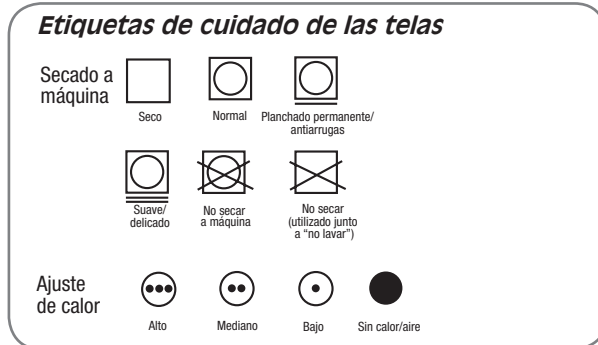 Etiquetas de cuidado de las telas
Secado a
máquina
Seco
Normal
Planchado permanente/
antiarrugas
Suave/
delicado
No secar
a máquina
No secar
(utilizado junto
a “no lavar”)
Ajuste
de calor
Alto
Mediano
Bajo
Sin calor/aire